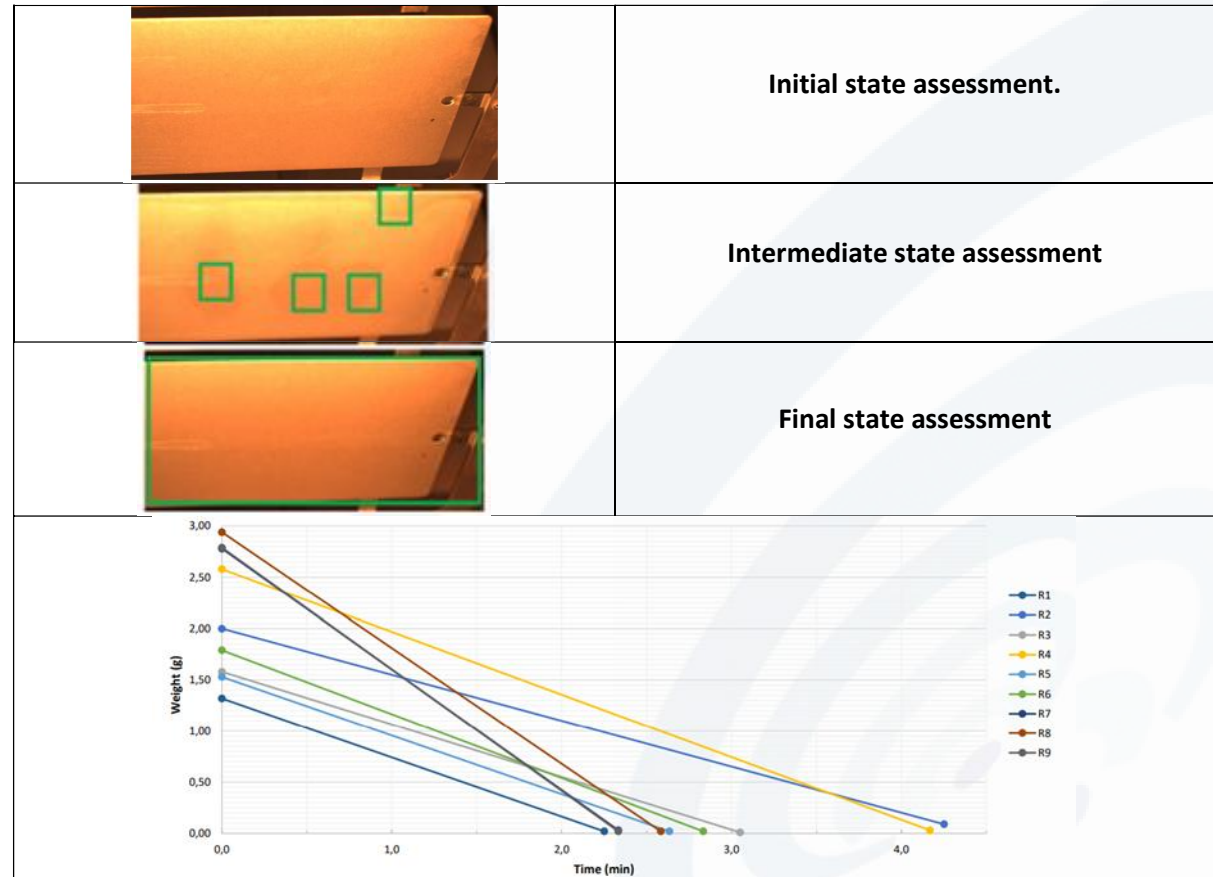 Initial state assessment.
Intermediate state assessment
Final state assessment
3,00
2,50
2,00
1,50
1,00
0,50
0,00
Weight (g)
0,0
1,0
2,0
3,0
4,0
Time (min)
R1
R2
R3
R4
R5
R6
R7
R8
R9